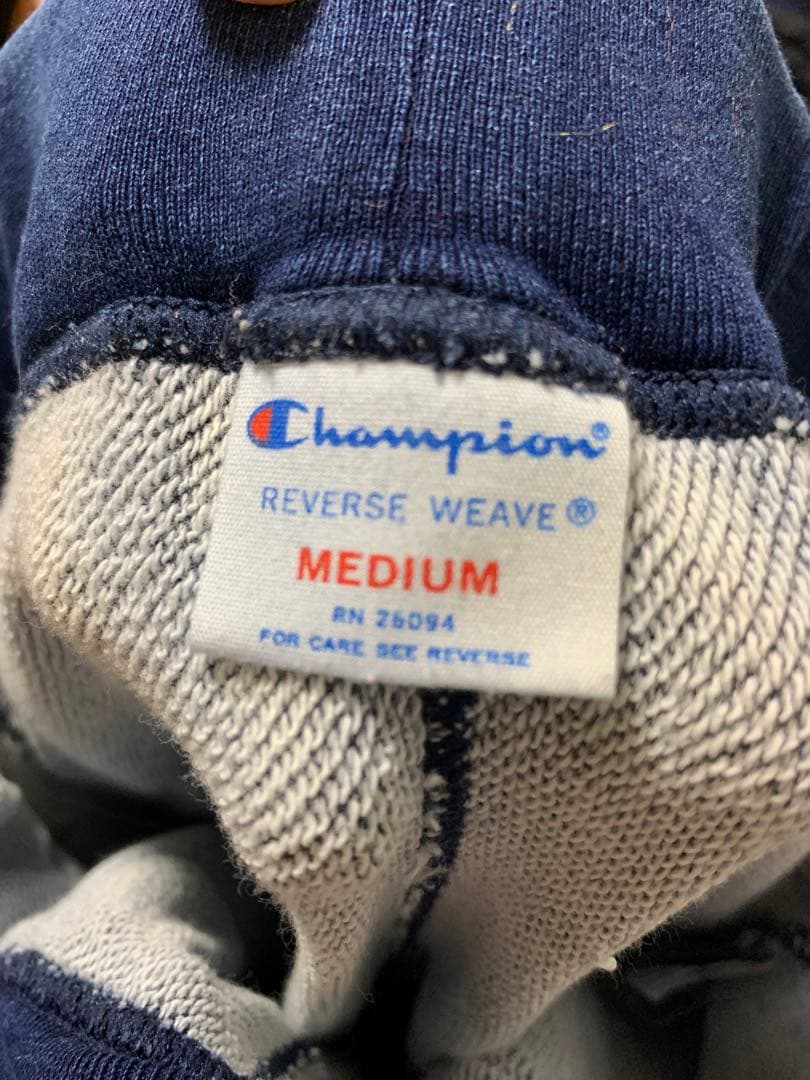 Champion®
REVERSE WEAVE®
MEDIUM
RN 26094
FOR CARE SEE REVERSE